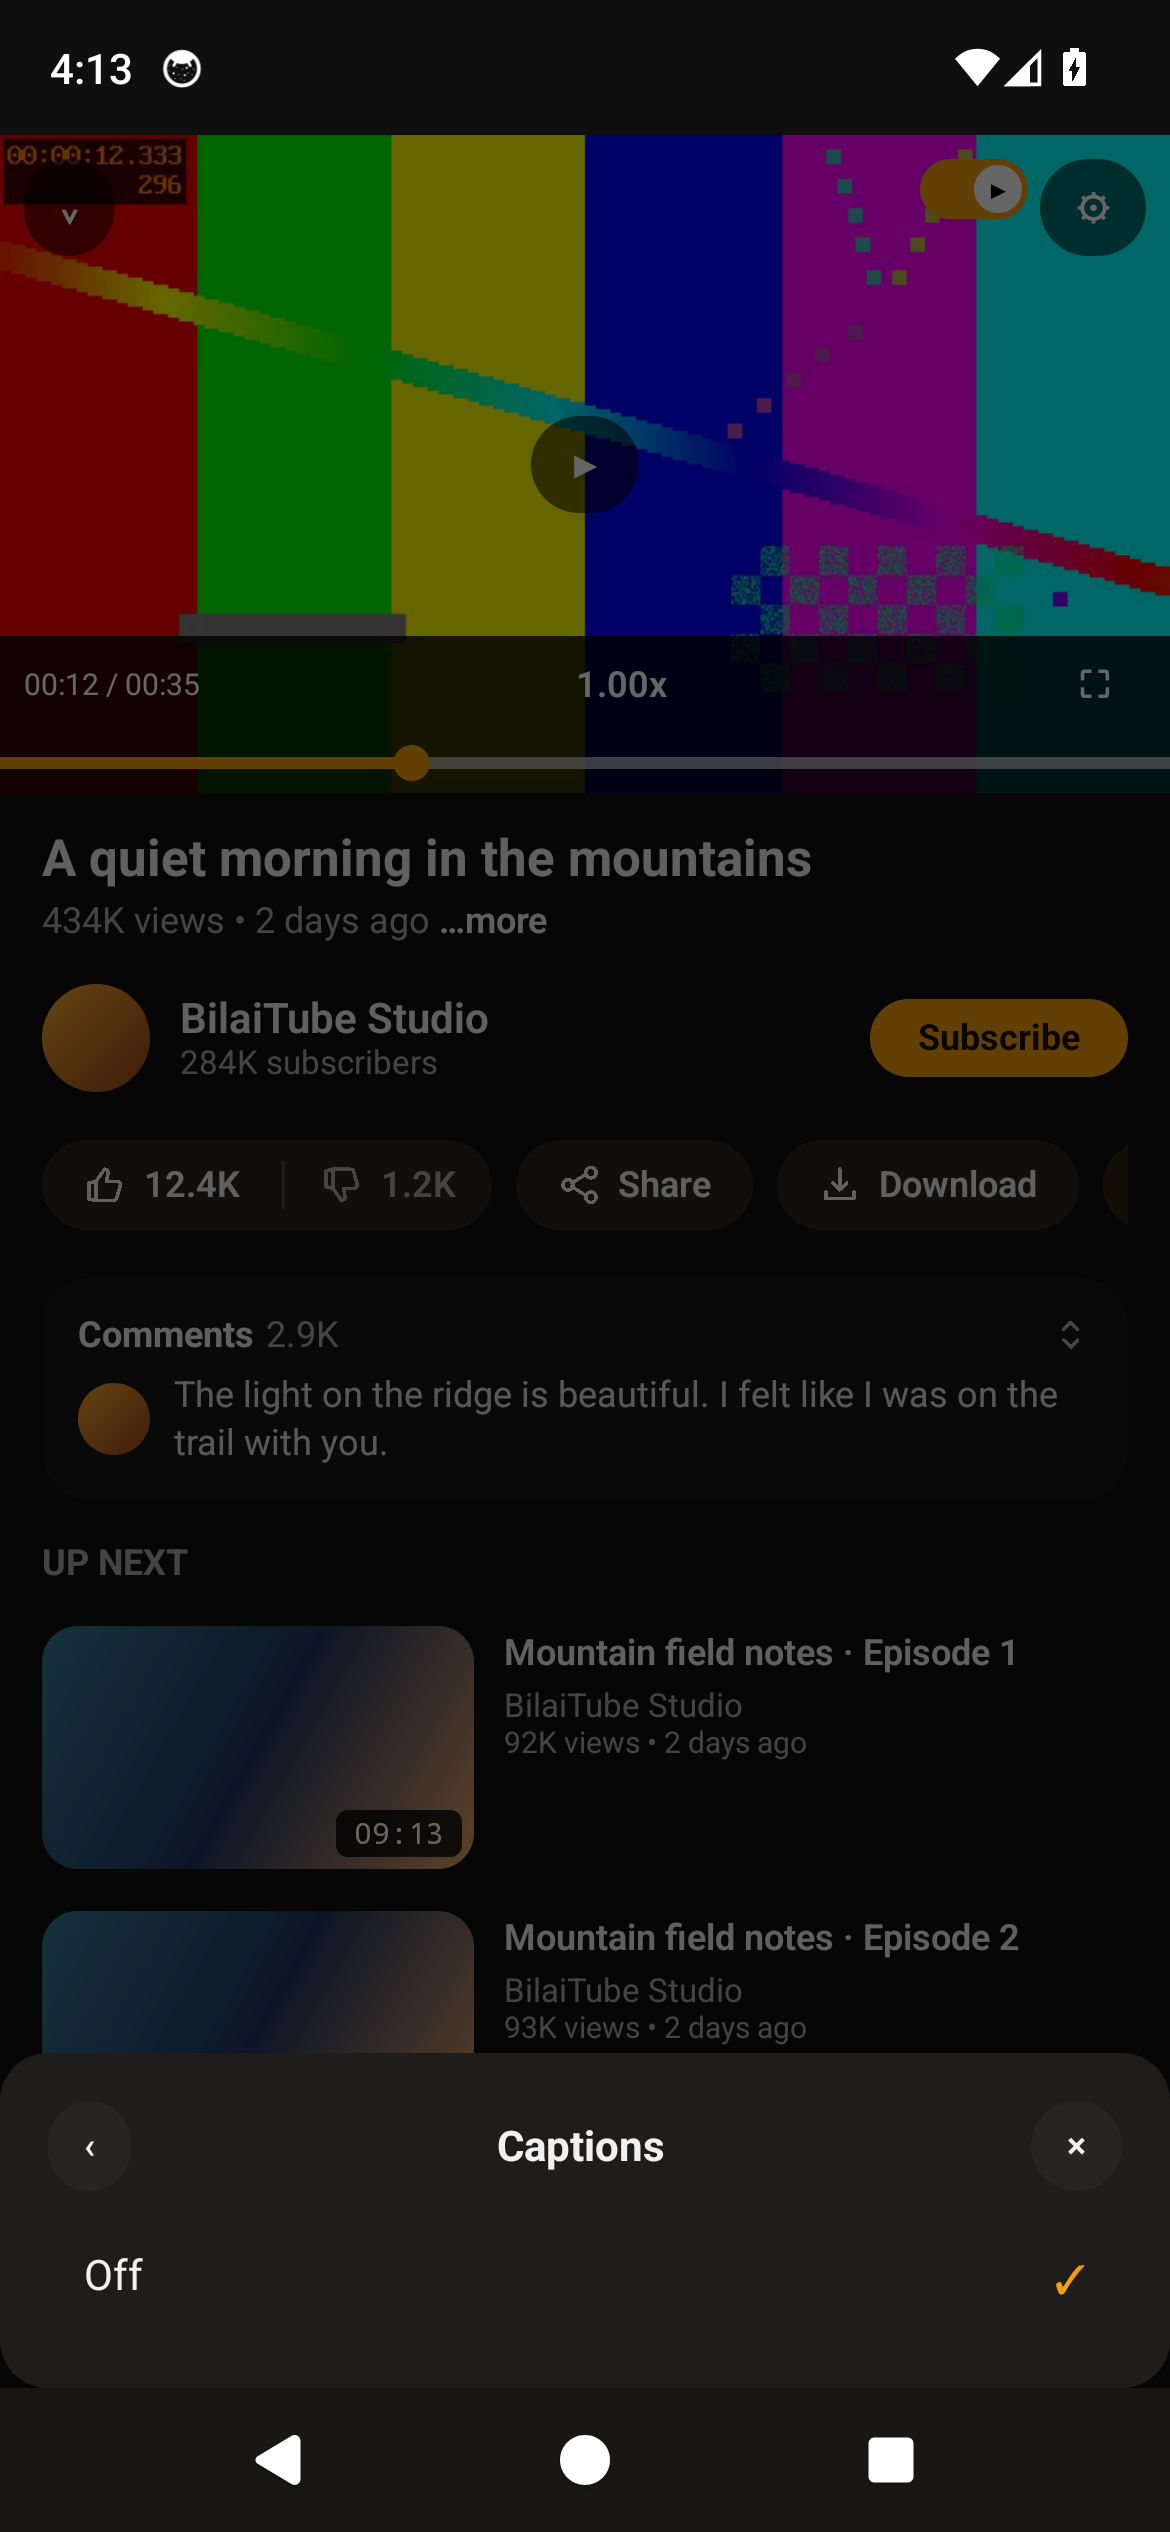 4:13
00:00:12.333
296
00:12 / 00:35
1.00x
A quiet morning in the mountains
434K views • 2 days ago ...more
BilaiTube Studio
284K subscribers
Subscribe
12.4K
1.2K
Share
Download
Comments 2.9K
The light on the ridge is beautiful. I felt like I was on the
trail with you.
UP NEXT
Mountain field notes · Episode 1
BilaiTube Studio
92K views • 2 days ago
09:13
Mountain field notes · Episode 2
BilaiTube Studio
93K views • 2 days ago
Captions
Off